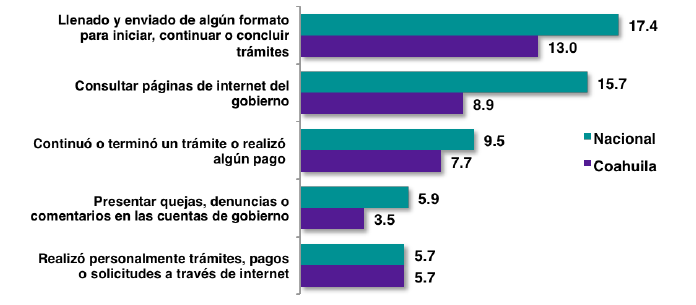 Llenado y enviado de algún formato
para iniciar, continuar o concluir
trámites
17.4
13.0
Consultar páginas de internet del
gobierno
15.7
8.9
Continuó o terminó un trámite o realizó
algún pago
9.5
7.7
Nacional
Coahuila
Presentar quejas, denuncias o
comentarios en las cuentas de gobierno
5.9
3.5
Realizó personalmente trámites, pagos
o solicitudes a través de internet
5.7
5.7